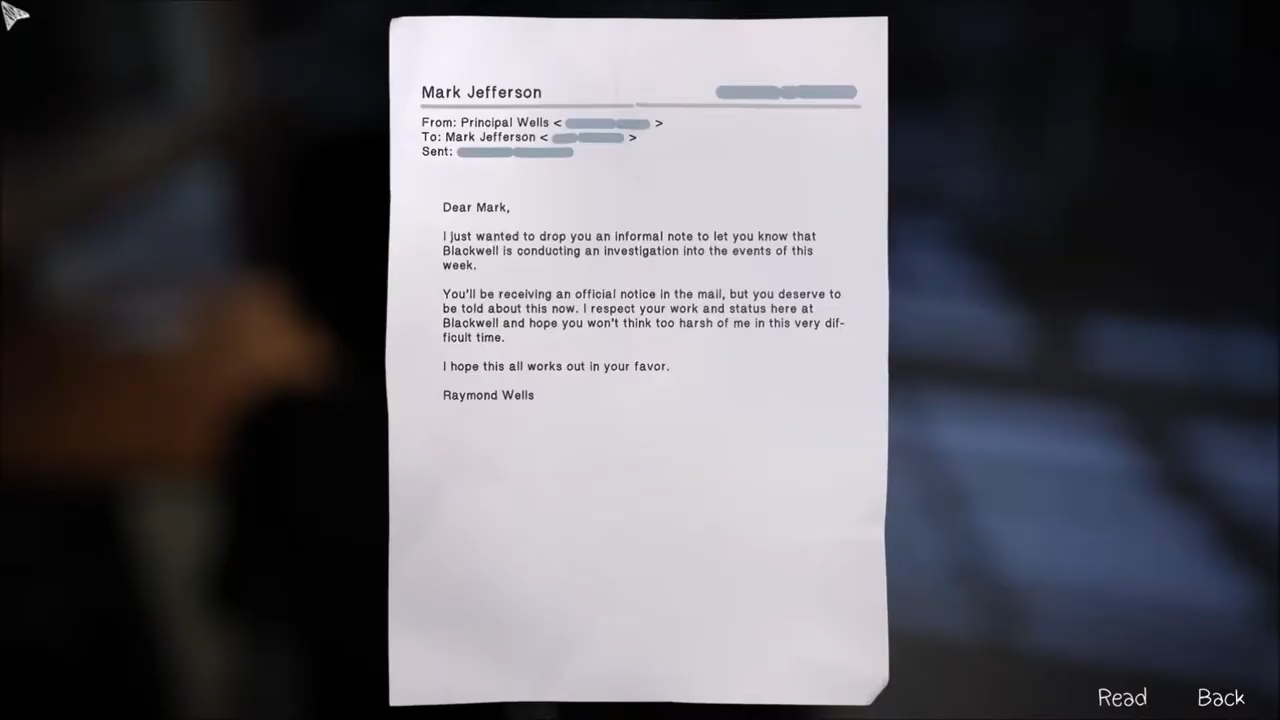 Mark Jefferson
From: Principal Wells < >
To: Mark Jefferson < >
Sent:
Dear Mark,
I just wanted to drop you an informal note to let you know that
Blackwell is conducting an investigation into the events of this
week.
You'll be receiving an official notice in the mail, but you deserve to
be told about this now. I respect your work and status here at
Blackwell and hope you won't think too harsh of me in this very dif-
ficult time.
I hope this all works out in your favor.
Raymond Wells
Read Back